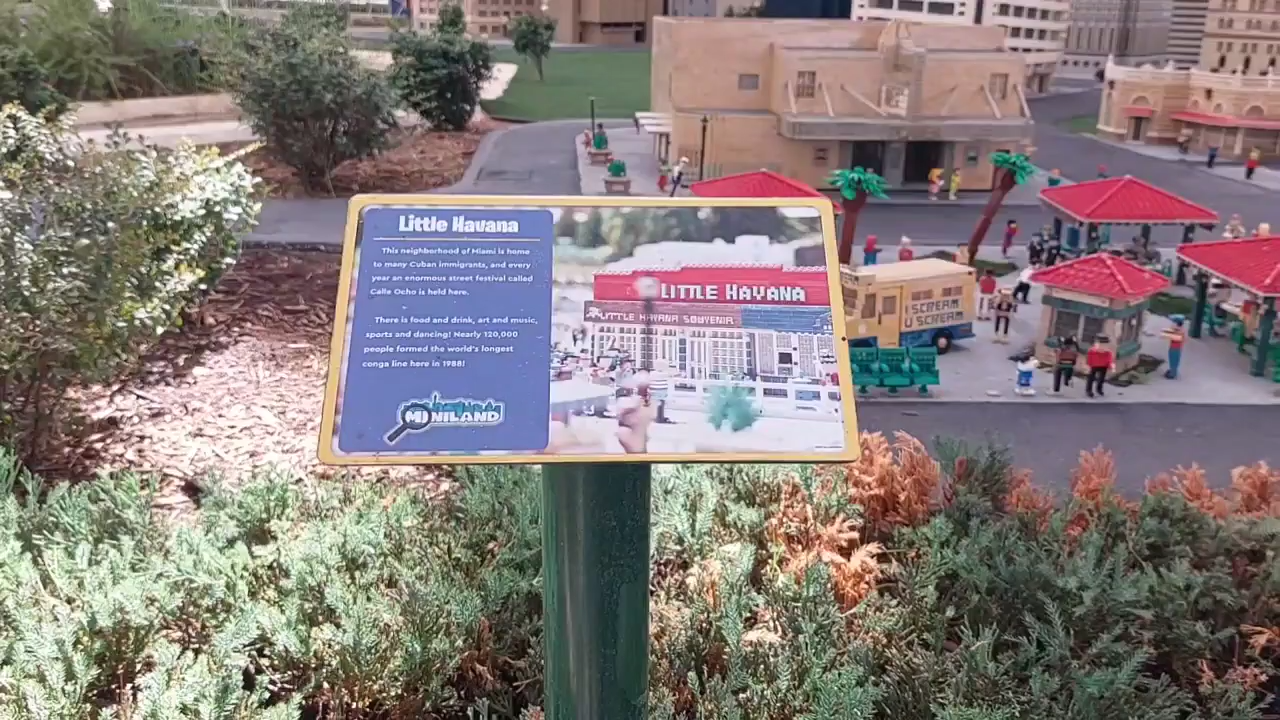 Little Havana
This neighborhood of Miami is home
to many Cuban immigrants, and every
year an enormous street festival called
Calle Ocho is held here.
There is food and drink, art and music,
sports and dancing! Nearly 120,000
people formed the world's longest
conga line here in 1988!
MINILAND
LITTLE HAVANA
LITTLE HAVANA SOUVENIR
I SCREAM
U SCREAM